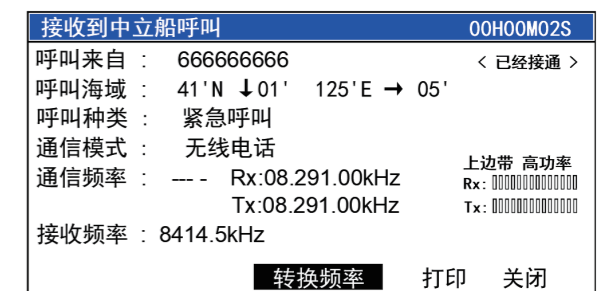 接收到中立船呼叫 00H00M02S
呼叫来自 : 666666666 < 已经接通 >
呼叫海域 : 41'N ↓01' 125'E → 05'
呼叫种类 : 紧急呼叫
通信模式 : 无线电话
上边带 高功率
通信频率 : --- - Rx:08.291.00kHz Rx:
Tx:08.291.00kHz Tx:
接收频率 : 8414.5kHz
转换频率 打印 关闭